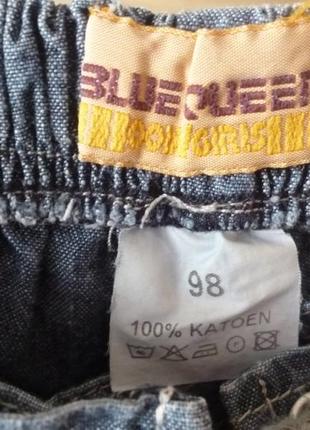 BLUEQUEEN
98
100% KATOEN